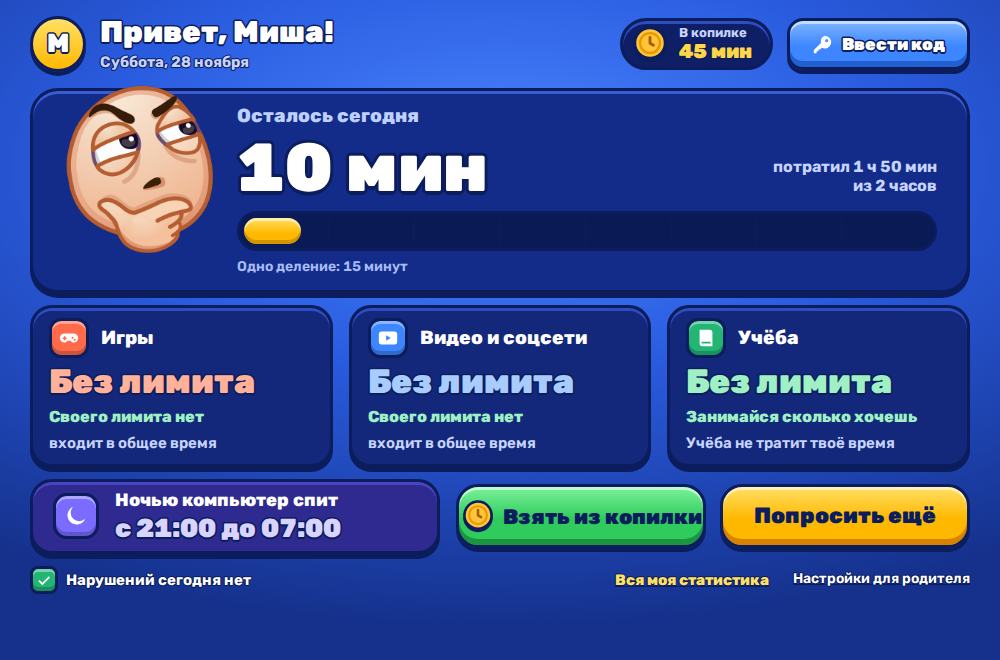 М
Привет, Миша!
Суббота, 28 ноября
В копилке
45 мин
Ввести код
Осталось сегодня
10 мин
потратил 1 ч 50 мин
из 2 часов
Одно деление: 15 минут
Игры
Без лимита
Своего лимита нет
входит в общее время
Видео и соцсети
Без лимита
Своего лимита нет
входит в общее время
Учёба
Без лимита
Занимайся сколько хочешь
Учёба не тратит твоё время
Ночью компьютер спит
с 21:00 до 07:00
Взять из копилки
Попросить ещё
Нарушений сегодня нет
Вся моя статистика
Настройки для родителя